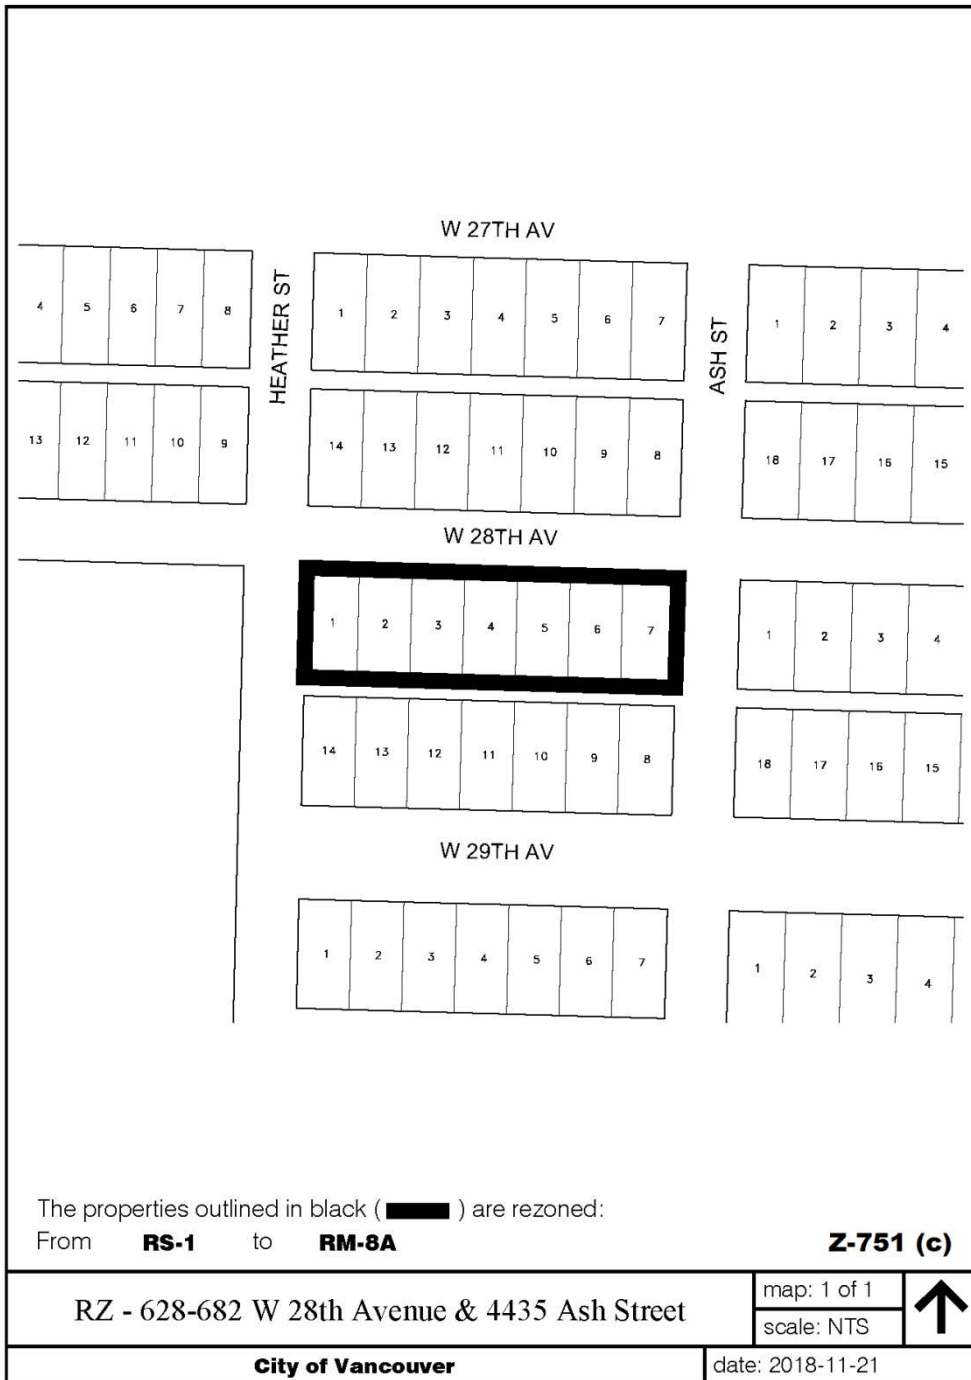 W 27TH AV
HEATHER ST
ASH ST
4 5 6 7 8
1 2 3 4 5 6 7
1 2 3 4
13 12 11 10 9
14 13 12 11 10 9 8
18 17 16 15
W 28TH AV
1 2 3 4 5 6 7
1 2 3 4
14 13 12 11 10 9 8
18 17 16 15
W 29TH AV
1 2 3 4 5 6 7
1 2 3 4
The properties outlined in black ( ) are rezoned:
From RS-1 to RM-8A
Z-751 (c)
RZ - 628-682 W 28th Avenue & 4435 Ash Street
map: 1 of 1
scale: NTS
City of Vancouver
date: 2018-11-21